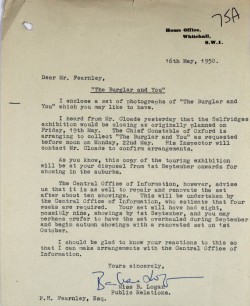 75A
Home Office,
Whitehall,
S.W.1.
16th May, 1950.
Dear Mr. Fearnley,
"The Burglar and You"
I enclose a set of photographs of "The Burglar and
You" which you may like to have.
I heard from Mr. Cloade yesterday that the Selfridges
exhibition would be closing as originally planned on
Friday, 19th May. The Chief Constable of Oxford is
arranging to collect "The Burglar and You" as requested
before noon on Monday, 22nd May. His Inspector will
contact Mr. Cloade to confirm arrangements.
As you know, this copy of the touring exhibition
will be at your disposal from 1st September onwards for
showing in the suburbs.
The Central Office of Information, however, advise
us that it is as well to repair and renovate the set
after about ten showings. This will be undertaken by
the Central Office of Information, who estimate that four
weeks are required. Your set will have had eight,
possibly nine, showings by 1st September, and you may
perhaps prefer to have the set overhauled during September
and begin autumn showings with a renovated set on 1st
October.
I should be glad to know your reactions to this so
that I can make arrangements with the Central Office of
Information.
Yours sincerely,
Miss B. Logan
Public Relations.
P.H. Fearnley, Esq.